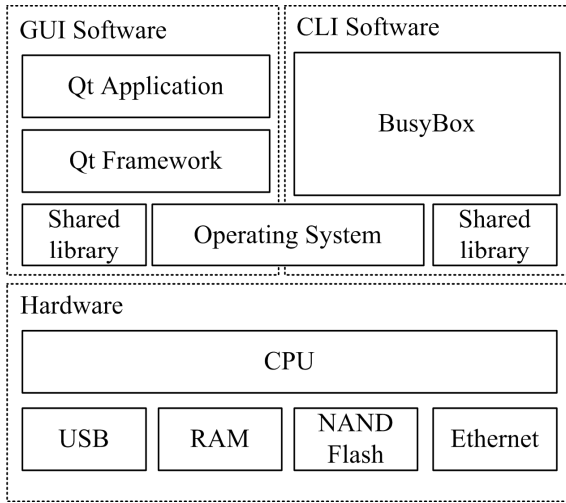 GUI Software
CLI Software
Qt Application
BusyBox
Qt Framework
Shared
library
Operating System
Shared
library
Hardware
CPU
USB
RAM
NAND
Flash
Ethernet